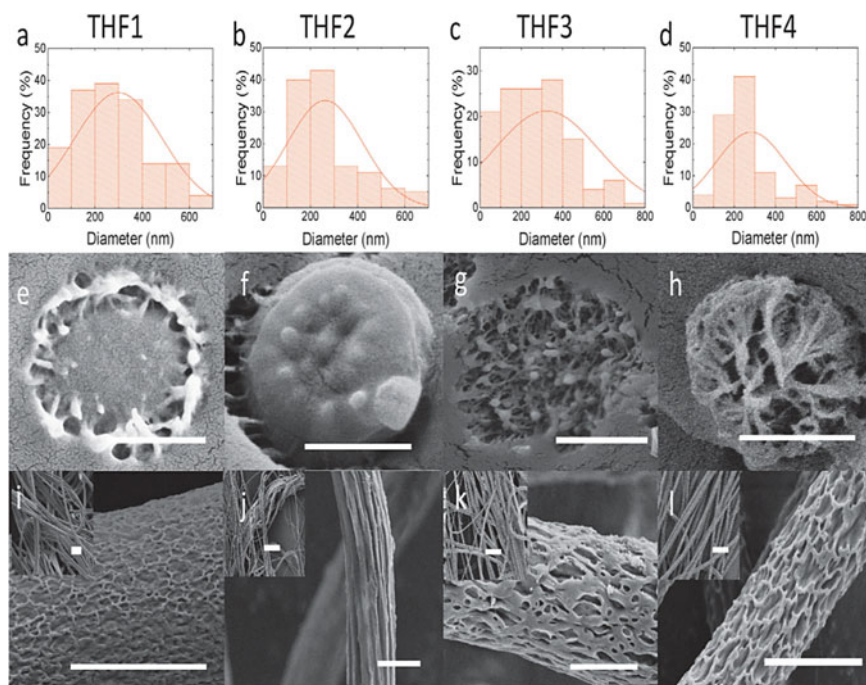 THF1 THF2 THF3 THF4
a b c d
50 50 30 50
40 40 20 40
30 30 10 30
20 20 0 20
10 10 10
0 0 0
Frequency (%) Frequency (%) Frequency (%) Frequency (%)
0 200 400 600 0 200 400 600 0 200 400 600 800 0 200 400 600 800
Diameter (nm) Diameter (nm) Diameter (nm) Diameter (nm)
e f g h
i j k l